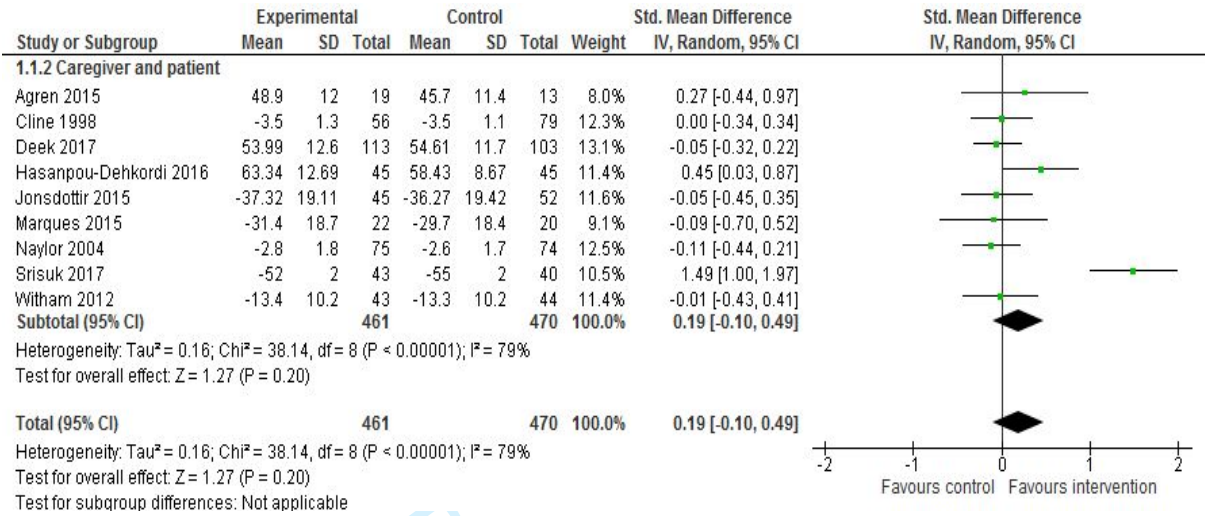 Experimental Control Std. Mean Difference Std. Mean Difference
Study or Subgroup Mean SD Total Mean SD Total Weight IV, Random, 95% CI IV, Random, 95% CI
1.1.2 Caregiver and patient
Agren 2015 48.9 12 19 45.7 11.4 13 8.0% 0.27 [-0.44, 0.97]
Cline 1998 -3.5 1.3 56 -3.5 1.1 79 12.3% 0.00 [-0.34, 0.34]
Deek 2017 53.99 12.6 113 54.61 11.7 103 13.1% -0.05 [-0.32, 0.22]
Hasanpou-Dehkordi 2016 63.34 12.69 45 58.43 8.67 45 11.4% 0.45 [0.03, 0.87]
Jonsdottir 2015 -37.32 19.11 45 -36.27 19.42 52 11.6% -0.05 [-0.45, 0.35]
Marques 2015 -31.4 18.7 22 -29.7 18.4 20 9.1% -0.09 [-0.70, 0.52]
Naylor 2004 -2.8 1.8 75 -2.6 1.7 74 12.5% -0.11 [-0.44, 0.21]
Srisuk 2017 -52 2 43 -55 2 40 10.5% 1.49 [1.00, 1.97]
Witham 2012 -13.4 10.2 43 -13.3 10.2 44 11.4% -0.01 [-0.43, 0.41]
Subtotal (95% CI) 461 470 100.0% 0.19 [-0.10, 0.49]
Heterogeneity: Tau² = 0.16; Chi² = 38.14, df = 8 (P < 0.00001); I² = 79%
Test for overall effect: Z = 1.27 (P = 0.20)
Total (95% CI) 461 470 100.0% 0.19 [-0.10, 0.49]
Heterogeneity: Tau² = 0.16; Chi² = 38.14, df = 8 (P < 0.00001); I² = 79%
Test for overall effect: Z = 1.27 (P = 0.20)
Test for subgroup differences: Not applicable
-2 -1 0 1 2
Favours control Favours intervention